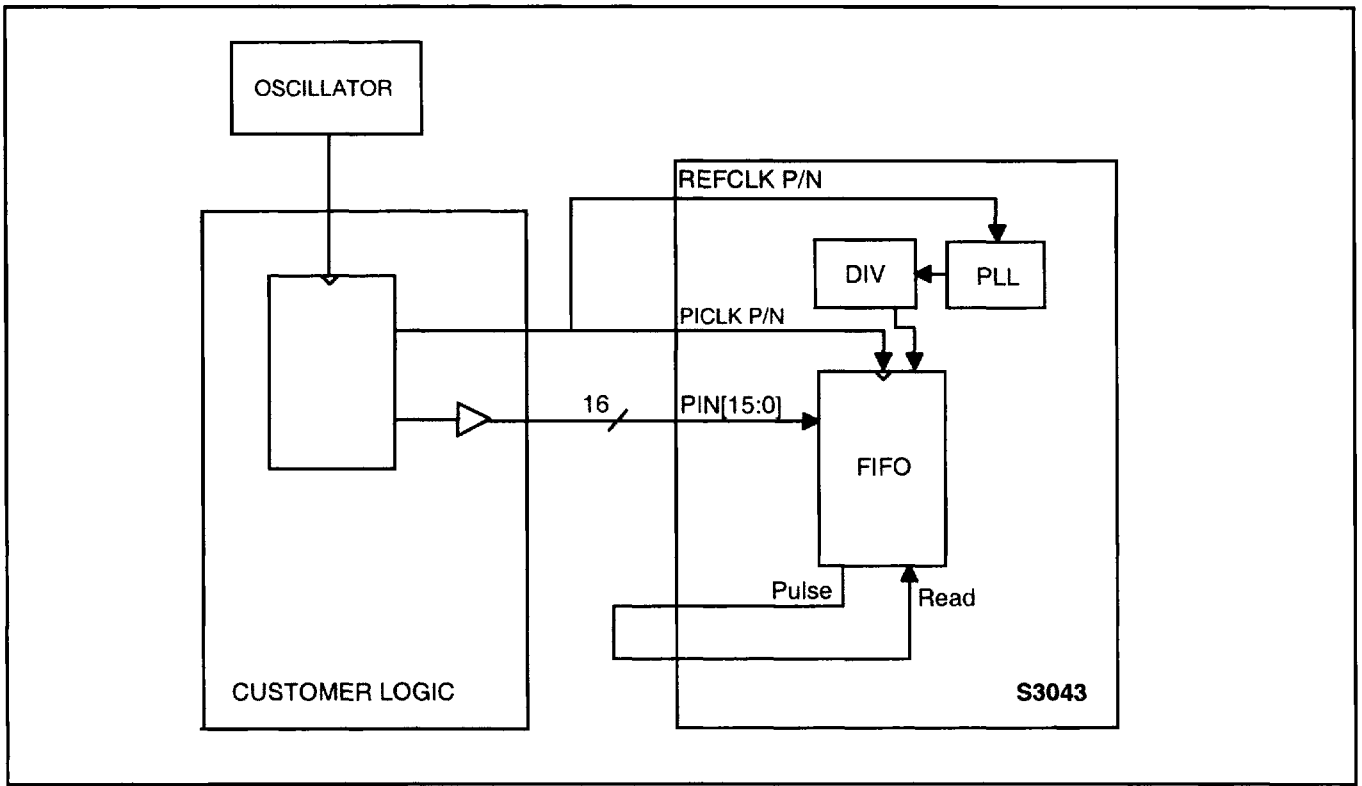 OSCILLATOR
REFCLK P/N
DIV
PLL
PICLK P/N
16
PIN[15:0]
FIFO
Pulse
Read
CUSTOMER LOGIC
S3043